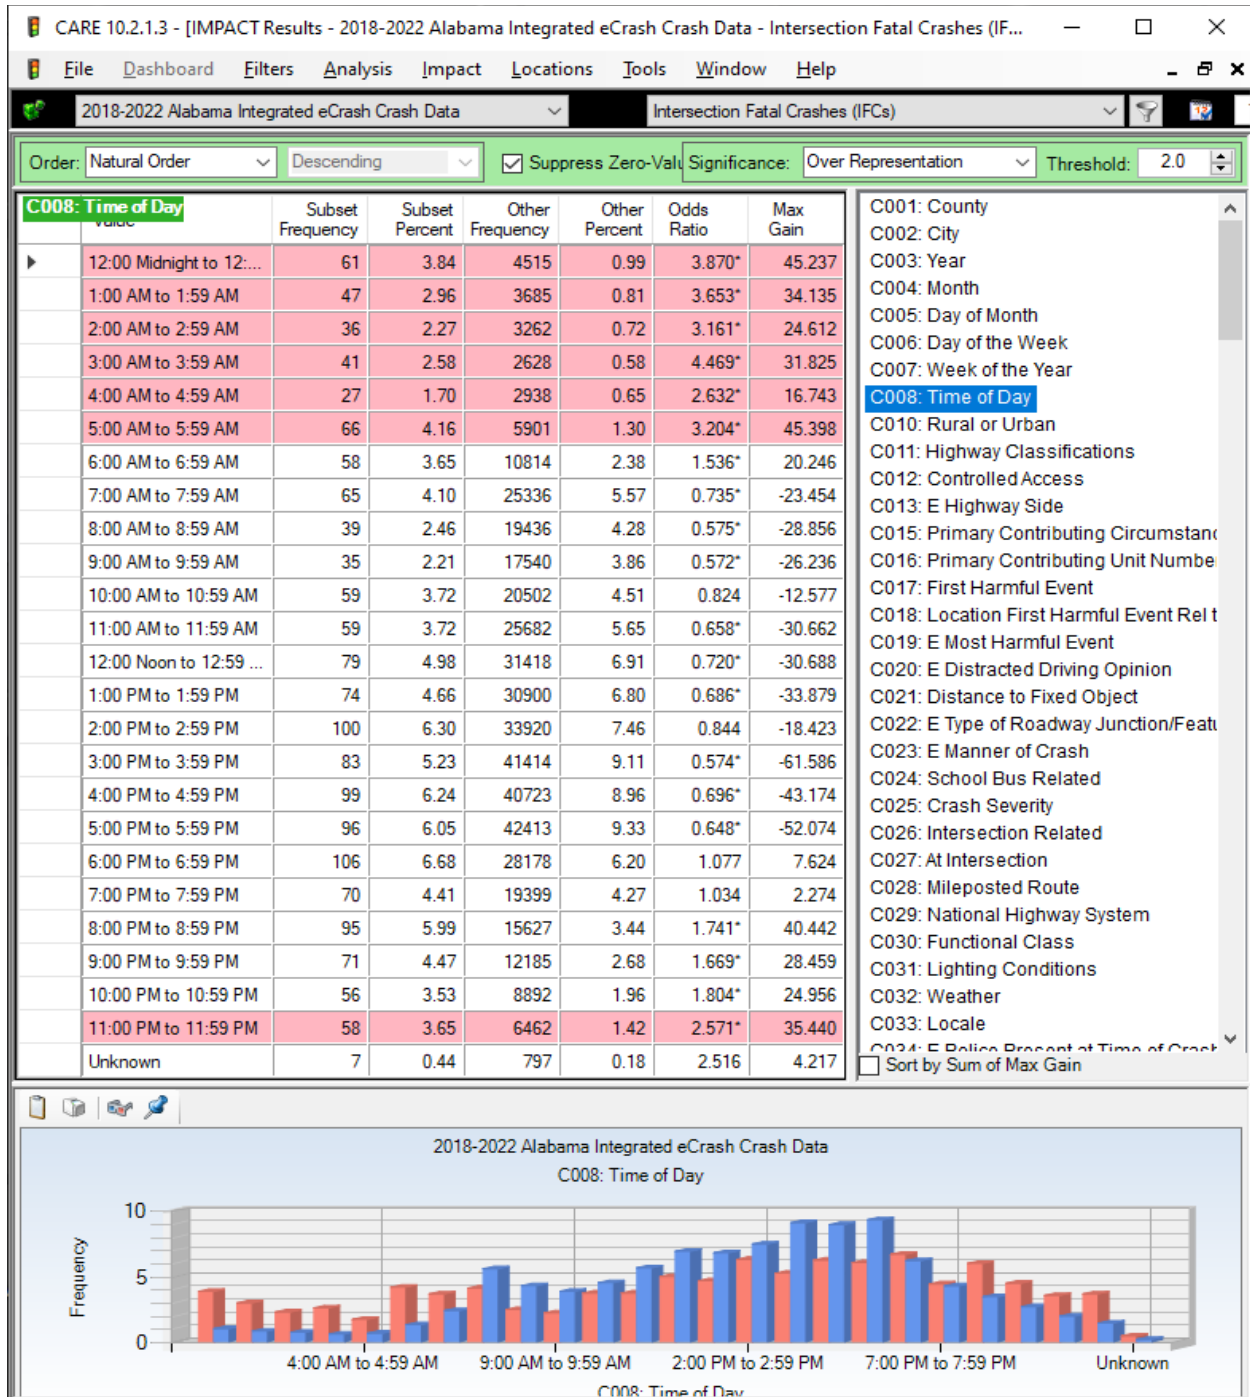 CARE 10.2.1.3 - [IMPACT Results - 2018-2022 Alabama Integrated eCrash Crash Data - Intersection Fatal Crashes (IF...
File Dashboard Filters Analysis Impact Locations Tools Window Help
2018-2022 Alabama Integrated eCrash Crash Data Intersection Fatal Crashes (IFCs)
Order: Natural Order Descending Suppress Zero-Valu Significance: Over Representation Threshold: 2.0
C008: Time of Day
Value Subset Frequency Subset Percent Other Frequency Other Percent Odds Ratio Max Gain
12:00 Midnight to 12:... 61 3.84 4515 0.99 3.870* 45.237
1:00 AM to 1:59 AM 47 2.96 3685 0.81 3.653* 34.135
2:00 AM to 2:59 AM 36 2.27 3262 0.72 3.161* 24.612
3:00 AM to 3:59 AM 41 2.58 2628 0.58 4.469* 31.825
4:00 AM to 4:59 AM 27 1.70 2938 0.65 2.632* 16.743
5:00 AM to 5:59 AM 66 4.16 5901 1.30 3.204* 45.398
6:00 AM to 6:59 AM 58 3.65 10814 2.38 1.536* 20.246
7:00 AM to 7:59 AM 65 4.10 25336 5.57 0.735* -23.454
8:00 AM to 8:59 AM 39 2.46 19436 4.28 0.575* -28.856
9:00 AM to 9:59 AM 35 2.21 17540 3.86 0.572* -26.236
10:00 AM to 10:59 AM 59 3.72 20502 4.51 0.824 -12.577
11:00 AM to 11:59 AM 59 3.72 25682 5.65 0.658* -30.662
12:00 Noon to 12:59 ... 79 4.98 31418 6.91 0.720* -30.688
1:00 PM to 1:59 PM 74 4.66 30900 6.80 0.686* -33.879
2:00 PM to 2:59 PM 100 6.30 33920 7.46 0.844 -18.423
3:00 PM to 3:59 PM 83 5.23 41414 9.11 0.574* -61.586
4:00 PM to 4:59 PM 99 6.24 40723 8.96 0.696* -43.174
5:00 PM to 5:59 PM 96 6.05 42413 9.33 0.648* -52.074
6:00 PM to 6:59 PM 106 6.68 28178 6.20 1.077 7.624
7:00 PM to 7:59 PM 70 4.41 19399 4.27 1.034 2.274
8:00 PM to 8:59 PM 95 5.99 15627 3.44 1.741* 40.442
9:00 PM to 9:59 PM 71 4.47 12185 2.68 1.669* 28.459
10:00 PM to 10:59 PM 56 3.53 8892 1.96 1.804* 24.956
11:00 PM to 11:59 PM 58 3.65 6462 1.42 2.571* 35.440
Unknown 7 0.44 797 0.18 2.516 4.217
C001: County
C002: City
C003: Year
C004: Month
C005: Day of Month
C006: Day of the Week
C007: Week of the Year
C008: Time of Day
C010: Rural or Urban
C011: Highway Classifications
C012: Controlled Access
C013: E Highway Side
C015: Primary Contributing Circumstanc
C016: Primary Contributing Unit Numbe
C017: First Harmful Event
C018: Location First Harmful Event Rel t
C019: E Most Harmful Event
C020: E Distracted Driving Opinion
C021: Distance to Fixed Object
C022: E Type of Roadway Junction/Featu
C023: E Manner of Crash
C024: School Bus Related
C025: Crash Severity
C026: Intersection Related
C027: At Intersection
C028: Mileposted Route
C029: National Highway System
C030: Functional Class
C031: Lighting Conditions
C032: Weather
C033: Locale
C034: E Police Present at Time of Crash
Sort by Sum of Max Gain
2018-2022 Alabama Integrated eCrash Crash Data
C008: Time of Day
Frequency
10
5
0
4:00 AM to 4:59 AM 9:00 AM to 9:59 AM 2:00 PM to 2:59 PM 7:00 PM to 7:59 PM Unknown
C008: Time of Day